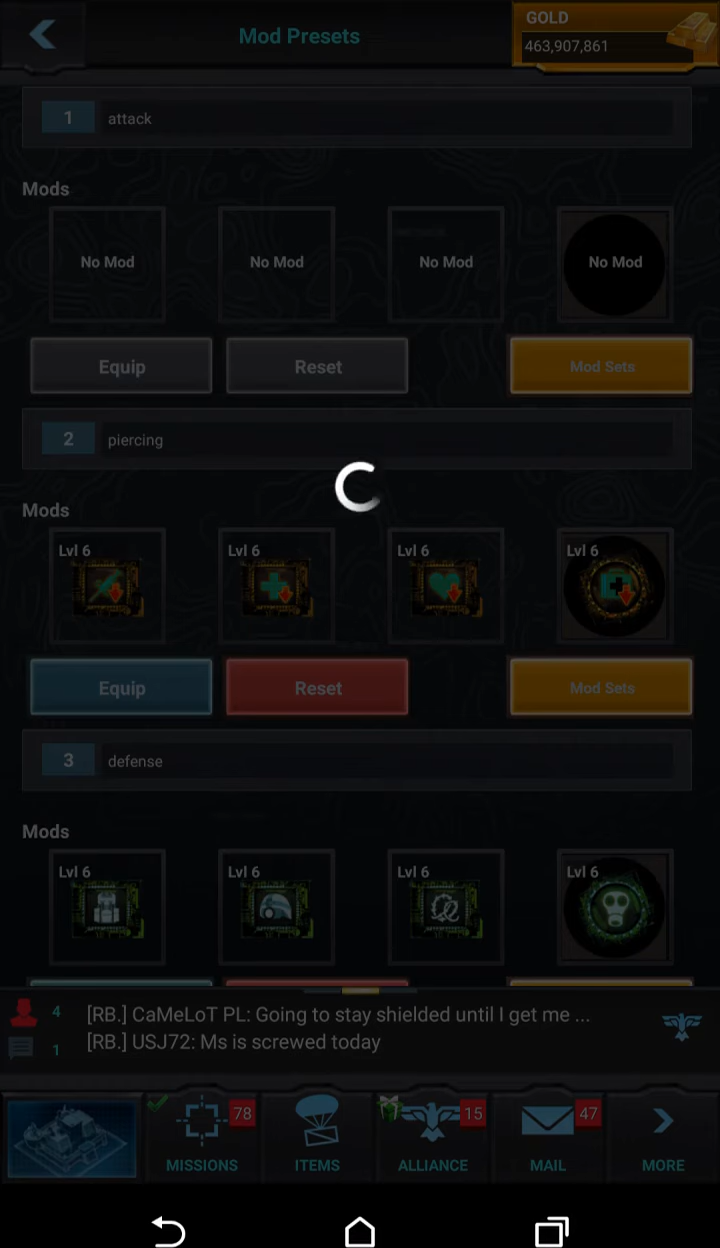 Mod Presets
GOLD
463,907,861
1 attack
Mods
No Mod No Mod No Mod No Mod
Equip Reset Mod Sets
2 piercing
Mods
Lvl 6 Lvl 6 Lvl 6 Lvl 6
Equip Reset Mod Sets
3 defense
Mods
Lvl 6 Lvl 6 Lvl 6 Lvl 6
4 [RB.] CaMeLoT PL: Going to stay shielded until I get me ...
1 [RB.] USJ72: Ms is screwed today
78 15 47
MISSIONS ITEMS ALLIANCE MAIL MORE